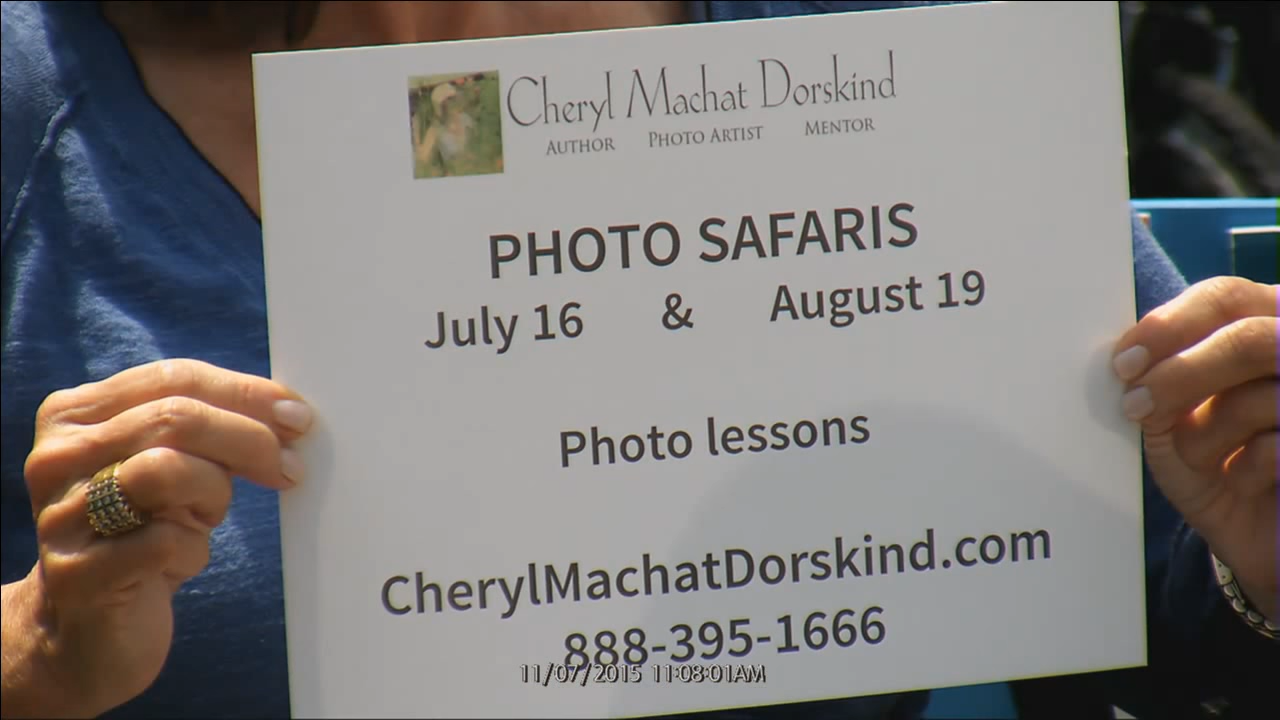 Cheryl Machat Dorskind
AUTHOR PHOTO ARTIST MENTOR
PHOTO SAFARIS
July 16 & August 19
Photo lessons
CherylMachatDorskind.com
888-395-1666
11/07/2015 11:08:01AM